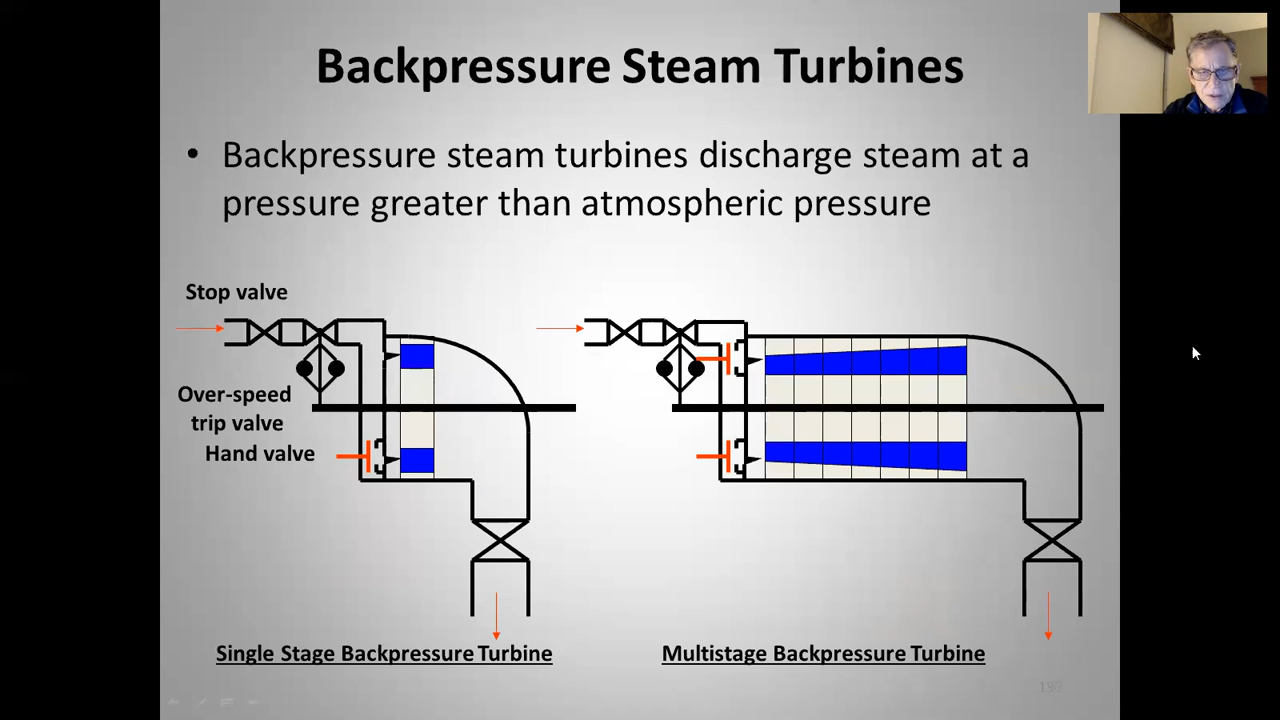 Backpressure Steam Turbines
• Backpressure steam turbines discharge steam at a
pressure greater than atmospheric pressure
Stop valve
Over-speed
trip valve
Hand valve
Single Stage Backpressure Turbine
Multistage Backpressure Turbine